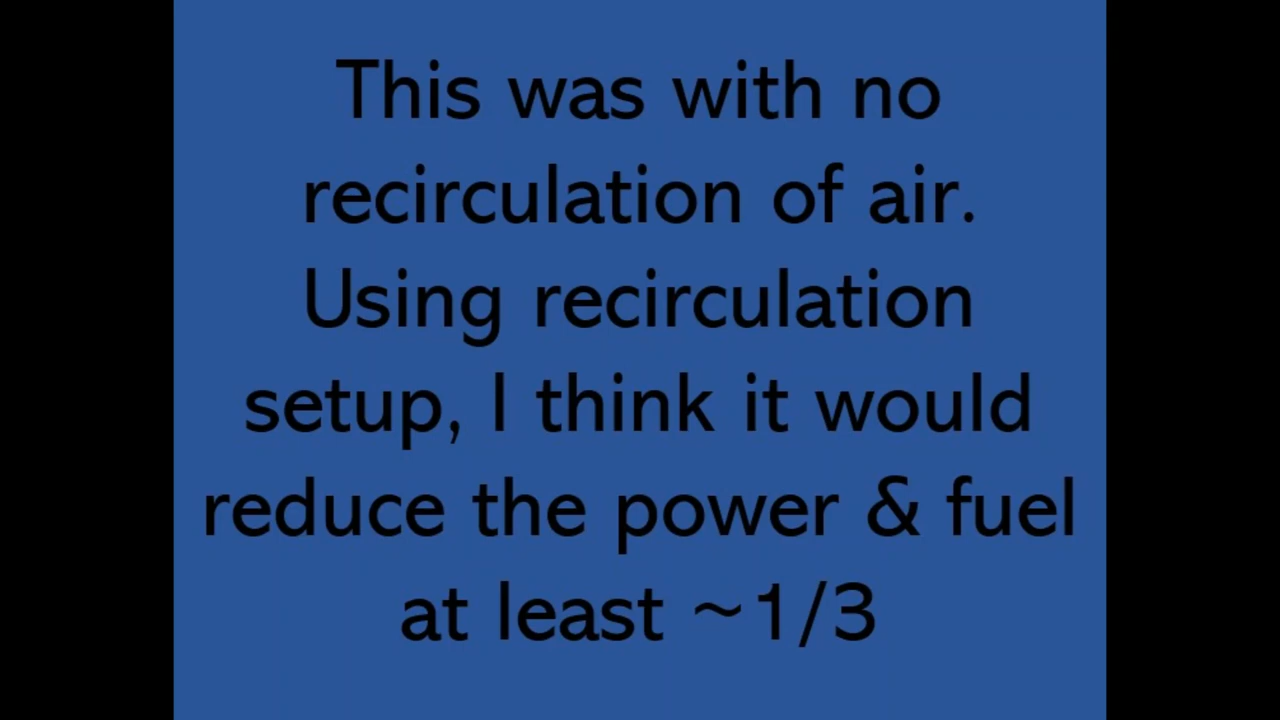 This was with no
recirculation of air.
Using recirculation
setup, I think it would
reduce the power & fuel
at least ~1/3